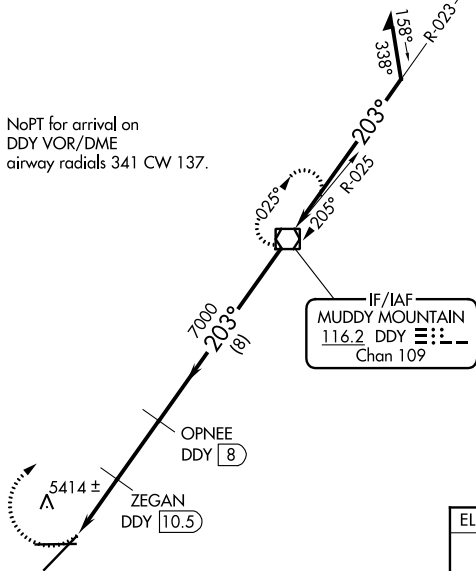 158°
338°
R-023
203°
NoPT for arrival on
DDY VOR/DME
airway radials 341 CW 137.
025°
R-025
205°
IF/IAF
MUDDY MOUNTAIN
116.2 DDY
Chan 109
7000
203°
(8)
OPNEE
DDY 8
5414 ±
ZEGAN
DDY 10.5
EL